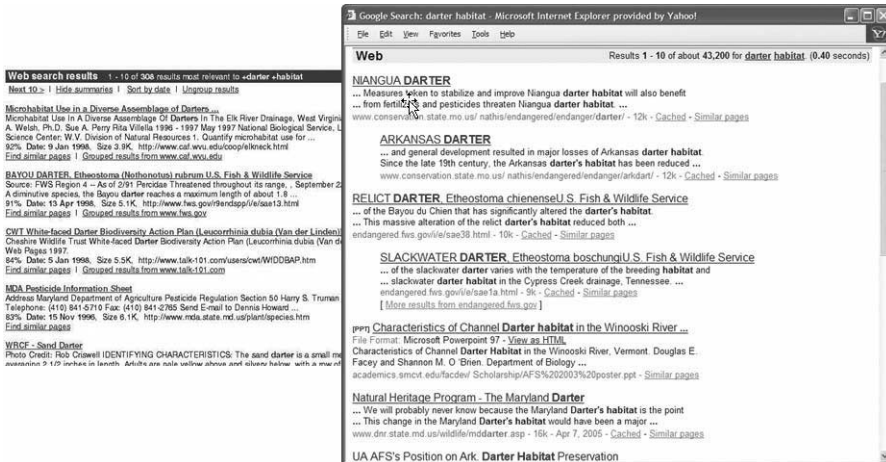 Web search results 1 - 10 of 308 results most relevant to +darter +habitat
Next 10 > | Hide summaries | Sort by date | Ungroup results
Microhabitat Use in a Diverse Assemblage of Darters ...
Microhabitat Use In A Diverse Assemblage Of Darters In The Elk River Drainage, West Virginia
A. Welsh, Ph.D. Sue A. Perry Rita Villella 1996 - 1997 May 1997 National Biological Service, L
Science Center; W.V. Division of Natural Resources 1. Quantify microhabitat use for ...
92% Date: 9 Jan 1998, Size 3.9K, http://www.caf.wvu.edu/coop/elkneck.html
Find similar pages | Grouped results from www.caf.wvu.edu
BAYOU DARTER, Etheostoma (Nothonotus) rubrum U.S. Fish & Wildlife Service
Source: FWS Region 4 -- As of 2/91 Percidae Threatened throughout its range, , September 2
A diminutive species, the Bayou darter reaches a maximum length of about 1.8 ...
91% Date: 13 Apr 1998, Size 5.1K, http://www.fws.gov/r9endspp/i/e/saa13.html
Find similar pages | Grouped results from www.fws.gov
CWT White-faced Darter Biodiversity Action Plan (Leucorrhinia dubia (Van der Linden)
Cheshire Wildlife Trust White-faced Darter Biodiversity Action Plan (Leucorrhinia dubia (Van d
Web Pages 1997.
84% Date: 5 Jan 1998, Size 5.5K, http://www.talk-101.com/users/cwt/WfDDBAP.htm
Find similar pages | Grouped results from www.talk-101.com
MDA Pesticide Information Sheet
Address Maryland Department of Agriculture Pesticide Regulation Section 50 Harry S. Truman
Telephone: (410) 841-5710 Fax: (410) 841-2765 Send E-mail to Dennis Howard ...
83% Date: 15 Nov 1996, Size 6.1K, http://www.mda.state.md.us/plant/species.htm
Find similar pages
WRCF - Sand Darter
Photo Credit: Rob Criswell IDENTIFYING CHARACTERISTICS: The sand darter is a small me
averaging 2 1/2 inches in length. Adults are pale yellow above and silvery below, with a row of
Google Search: darter habitat - Microsoft Internet Explorer provided by Yahoo!
File Edit View Favorites Tools Help
Web Results 1 - 10 of about 43,200 for darter habitat. (0.40 seconds)
NIANGUA DARTER
... Measures taken to stabilize and improve Niangua darter habitat will also benefit
... from fertilizers and pesticides threaten Niangua darter habitat. ...
www.conservation.state.mo.us/ nathis/endangered/endanger/darter/ - 12k - Cached - Similar pages
ARKANSAS DARTER
... and general development resulted in major losses of Arkansas darter habitat.
Since the late 19th century, the Arkansas darter's habitat has been reduced ...
www.conservation.state.mo.us/ nathis/endangered/endanger/arkdart/ - 12k - Cached - Similar pages
RELICT DARTER, Etheostoma chienenseU.S. Fish & Wildlife Service
... of the Bayou du Chien that has significantly altered the darter's habitat.
... This massive alteration of the relict darter's habitat reduced both ...
endangered.fws.gov/i/e/sae38.html - 10k - Cached - Similar pages
SLACKWATER DARTER, Etheostoma boschungiU.S. Fish & Wildlife Service
... of the slackwater darter varies with the temperature of the breeding habitat and
... slackwater darter habitat in the Cypress Creek drainage, Tennessee. ...
endangered.fws.gov/i/e/sae1a.html - 9k - Cached - Similar pages
[ More results from endangered.fws.gov ]
[PPT] Characteristics of Channel Darter habitat in the Winooski River ...
File Format: Microsoft Powerpoint 97 - View as HTML
Characteristics of Channel Darter Habitat in the Winooski River, Vermont. Douglas E.
Facey and Shannon M. O 'Brien. Department of Biology ...
academics.smcvt.edu/facdev/ Scholarship/AFS%202003%20poster.ppt - Similar pages
Natural Heritage Program - The Maryland Darter
... We will probably never know because the Maryland Darter's habitat is the point
... This change in the Maryland Darter's habitat would have been a major ...
www.dnr.state.md.us/wildlife/mddarter.asp - 16k - Apr 7, 2005 - Cached - Similar pages
UA AFS's Position on Ark. Darter Habitat Preservation